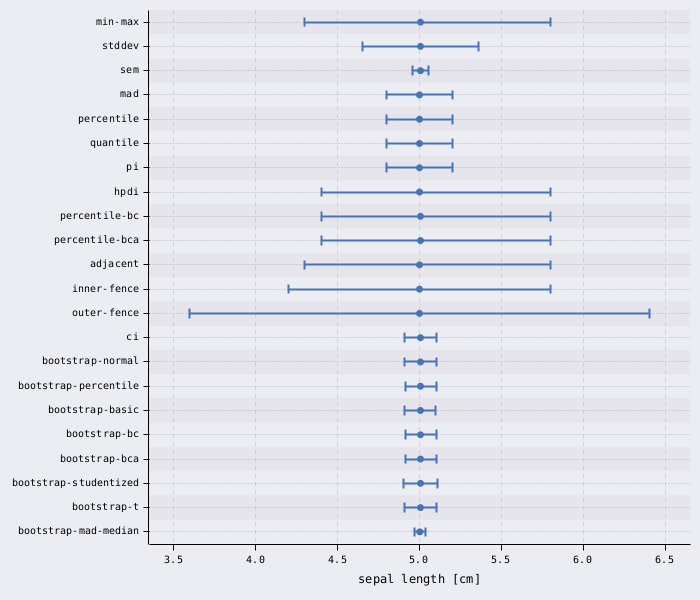 min-max
stddev
sem
mad
percentile
quantile
pi
hpdi
percentile-bc
percentile-bca
adjacent
inner-fence
outer-fence
ci
bootstrap-normal
bootstrap-percentile
bootstrap-basic
bootstrap-bc
bootstrap-bca
bootstrap-studentized
bootstrap-t
bootstrap-mad-median
3.5 4.0 4.5 5.0 5.5 6.0 6.5
sepal length [cm]